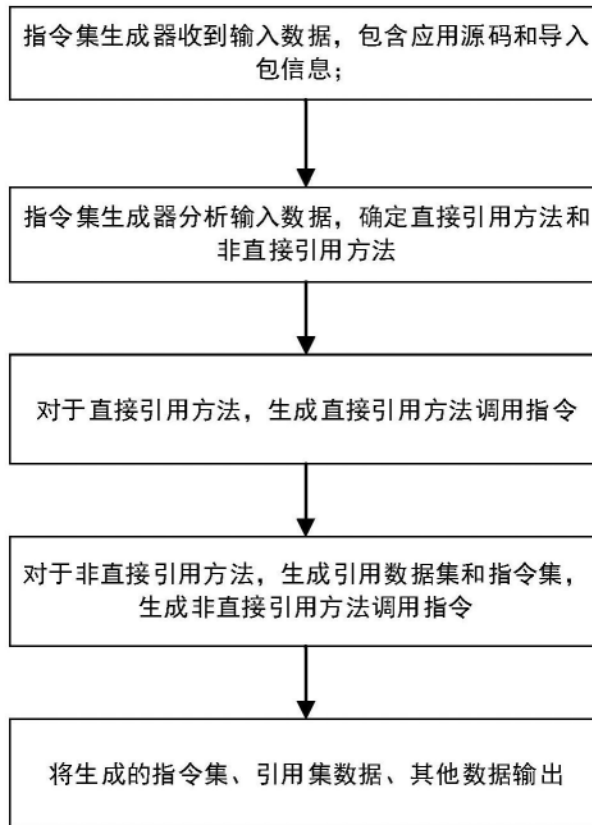 指令集生成器收到输入数据，包含应用源码和导入
包信息；
指令集生成器分析输入数据，确定直接引用方法和
非直接引用方法
对于直接引用方法，生成直接引用方法调用指令
对于非直接引用方法，生成引用数据集和指令集，
生成非直接引用方法调用指令
将生成的指令集、引用集数据、其他数据输出